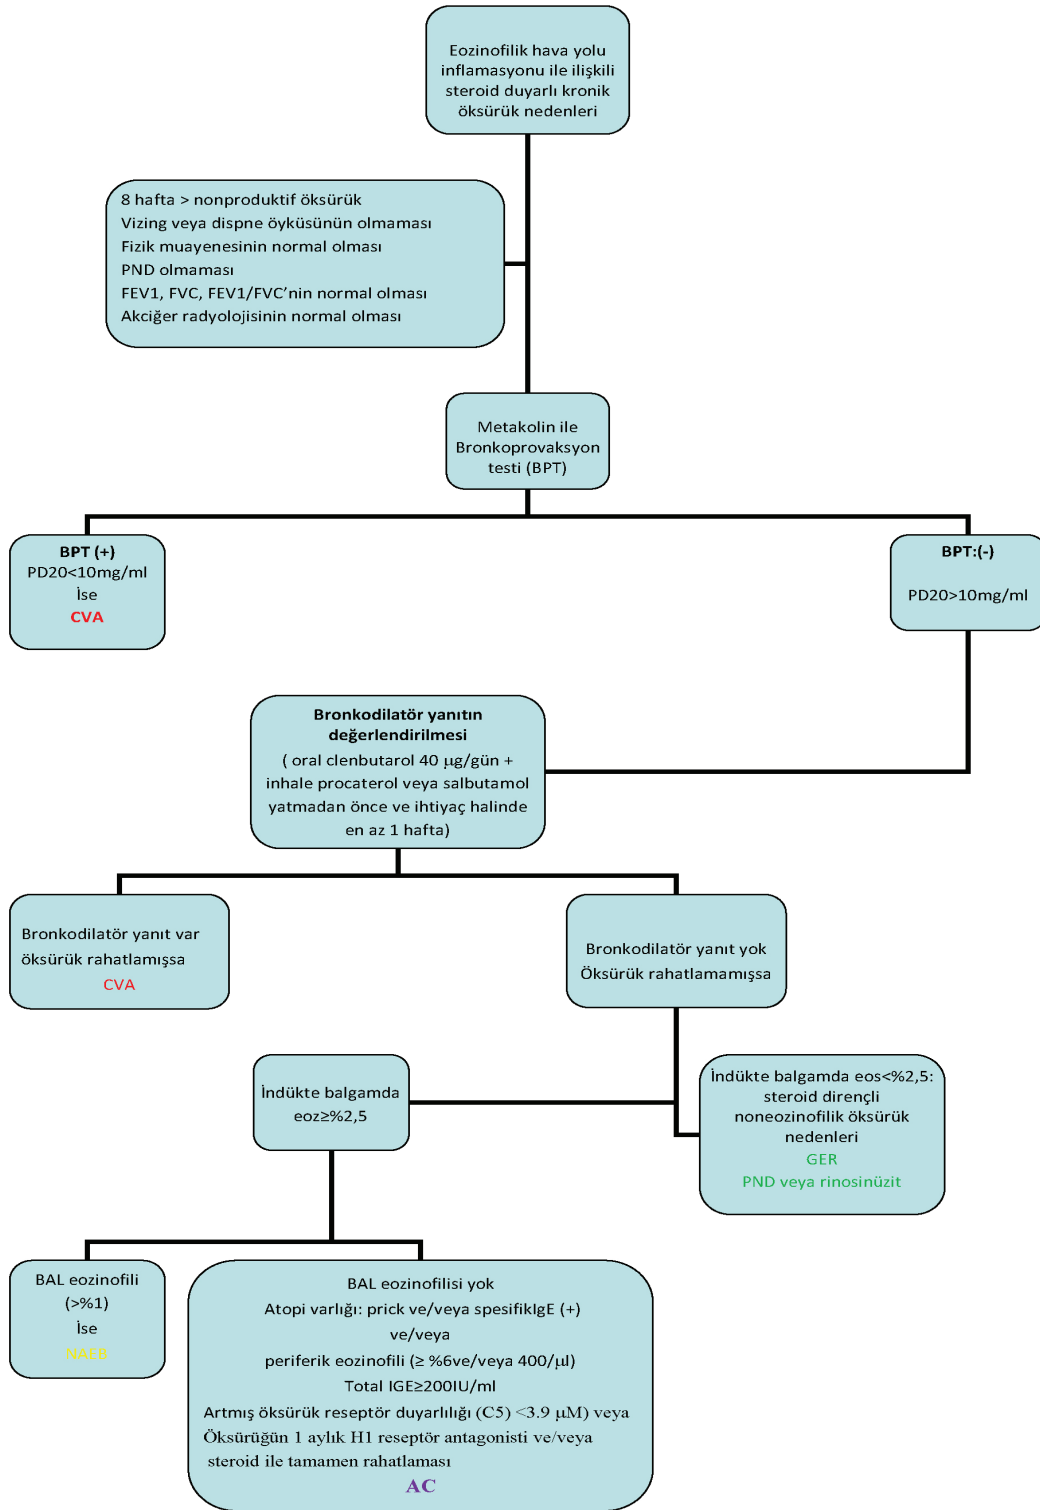 Eozinofilik hava yolu
inflamasyonu ile ilişkili
steroid duyarlı kronik
öksürük nedenleri
8 hafta > nonproduktif öksürük
Vizing veya dispne öyküsünün olmaması
Fizik muayenesinin normal olması
PND olmaması
FEV1, FVC, FEV1/FVC’nin normal olması
Akciğer radyolojisinin normal olması
Metakolin ile
Bronkoprovaksyon
testi (BPT)
BPT (+)
PD20<10mg/ml
İse
CVA
BPT:(-)
PD20>10mg/ml
Bronkodilatör yanıtın
değerlendirilmesi
( oral clenbutarol 40 µg/gün +
inhale procaterol veya salbutamol
yatmadan önce ve ihtiyaç halinde
en az 1 hafta)
Bronkodilatör yanıt var
öksürük rahatlamışsa
CVA
Bronkodilatör yanıt yok
Öksürük rahatlamamışsa
İndükte balgamda
eoz≥%2,5
İndükte balgamda eos<%2,5:
steroid dirençli
noneozinofilik öksürük
nedenleri
GER
PND veya rinosinüzit
BAL eozinofili
(>%1)
İse
NAEB
BAL eozinofilisi yok
Atopi varlığı: prick ve/veya spesifikIgE (+)
ve/veya
periferik eozinofili (≥ %6ve/veya 400/µl)
Total IGE≥200IU/ml
Artmış öksürük reseptör duyarlılığı (C5) <3.9 µM) veya
Öksürüğün 1 aylık H1 reseptör antagonisti ve/veya
steroid ile tamamen rahatlaması
AC